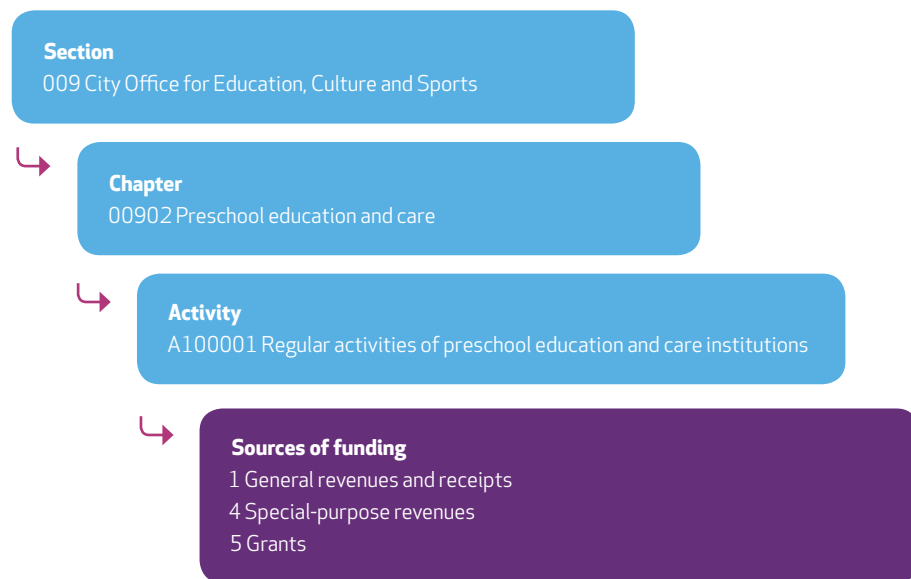 Section
009 City Office for Education, Culture and Sports
Chapter
00902 Preschool education and care
Activity
A100001 Regular activities of preschool education and care institutions
Sources of funding
1 General revenues and receipts
4 Special-purpose revenues
5 Grants